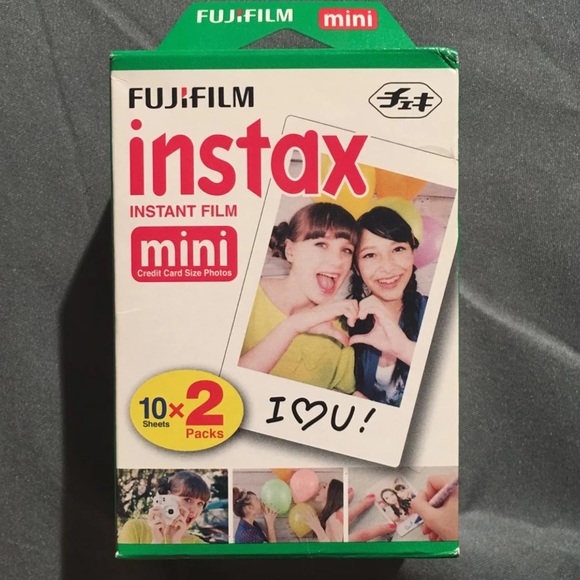 FUJIFILM mini
FUJIFILM
チェキ
instax
INSTANT FILM
mini
Credit Card Size Photos
10 × 2
Sheets Packs
I ♡ U!